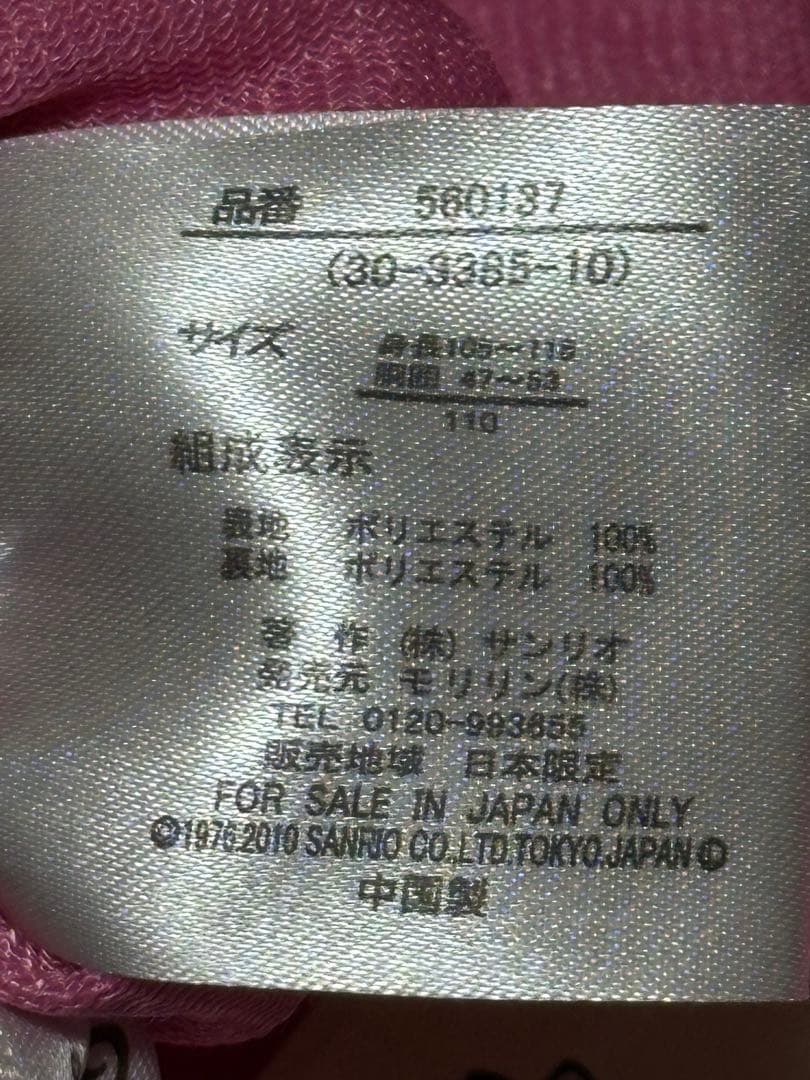 品番 560137
(30-9365-10)
サイズ 身長105〜115
胸囲 47〜53
110
組成表示
表地 ポリエステル 100%
裏地 ポリエステル 100%
著作 (株) サンリオ
発売元 モリリン(株)
TEL 0120-993655
販売地域 日本限定
FOR SALE IN JAPAN ONLY
©1976,2010 SANRIO CO.,LTD.TOKYO,JAPAN Ⓛ
中国製